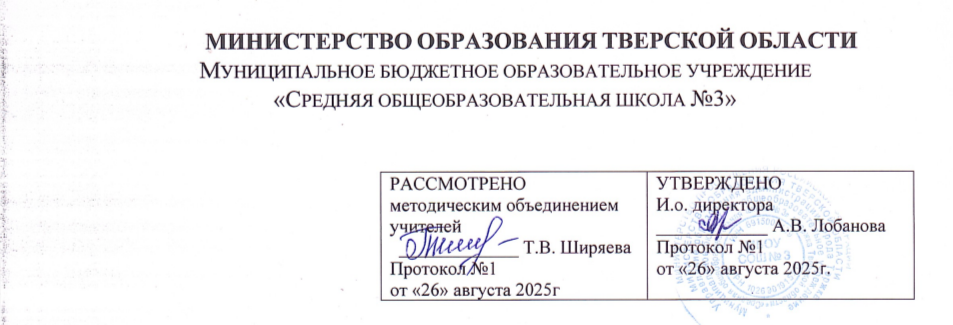 МИНИСТЕРСТВО ОБРАЗОВАНИЯ ТВЕРСКОЙ ОБЛАСТИ
МУНИЦИПАЛЬНОЕ БЮДЖЕТНОЕ ОБРАЗОВАТЕЛЬНОЕ УЧРЕЖДЕНИЕ
«СРЕДНЯЯ ОБЩЕОБРАЗОВАТЕЛЬНАЯ ШКОЛА №3»
РАССМОТРЕНО
методическим объединением
учителей
Т.В. Ширяева
Протокол №1
от «26» августа 2025г
УТВЕРЖДЕНО
И.о. директора
А.В. Лобанова
Протокол №1
от «26» августа 2025г.